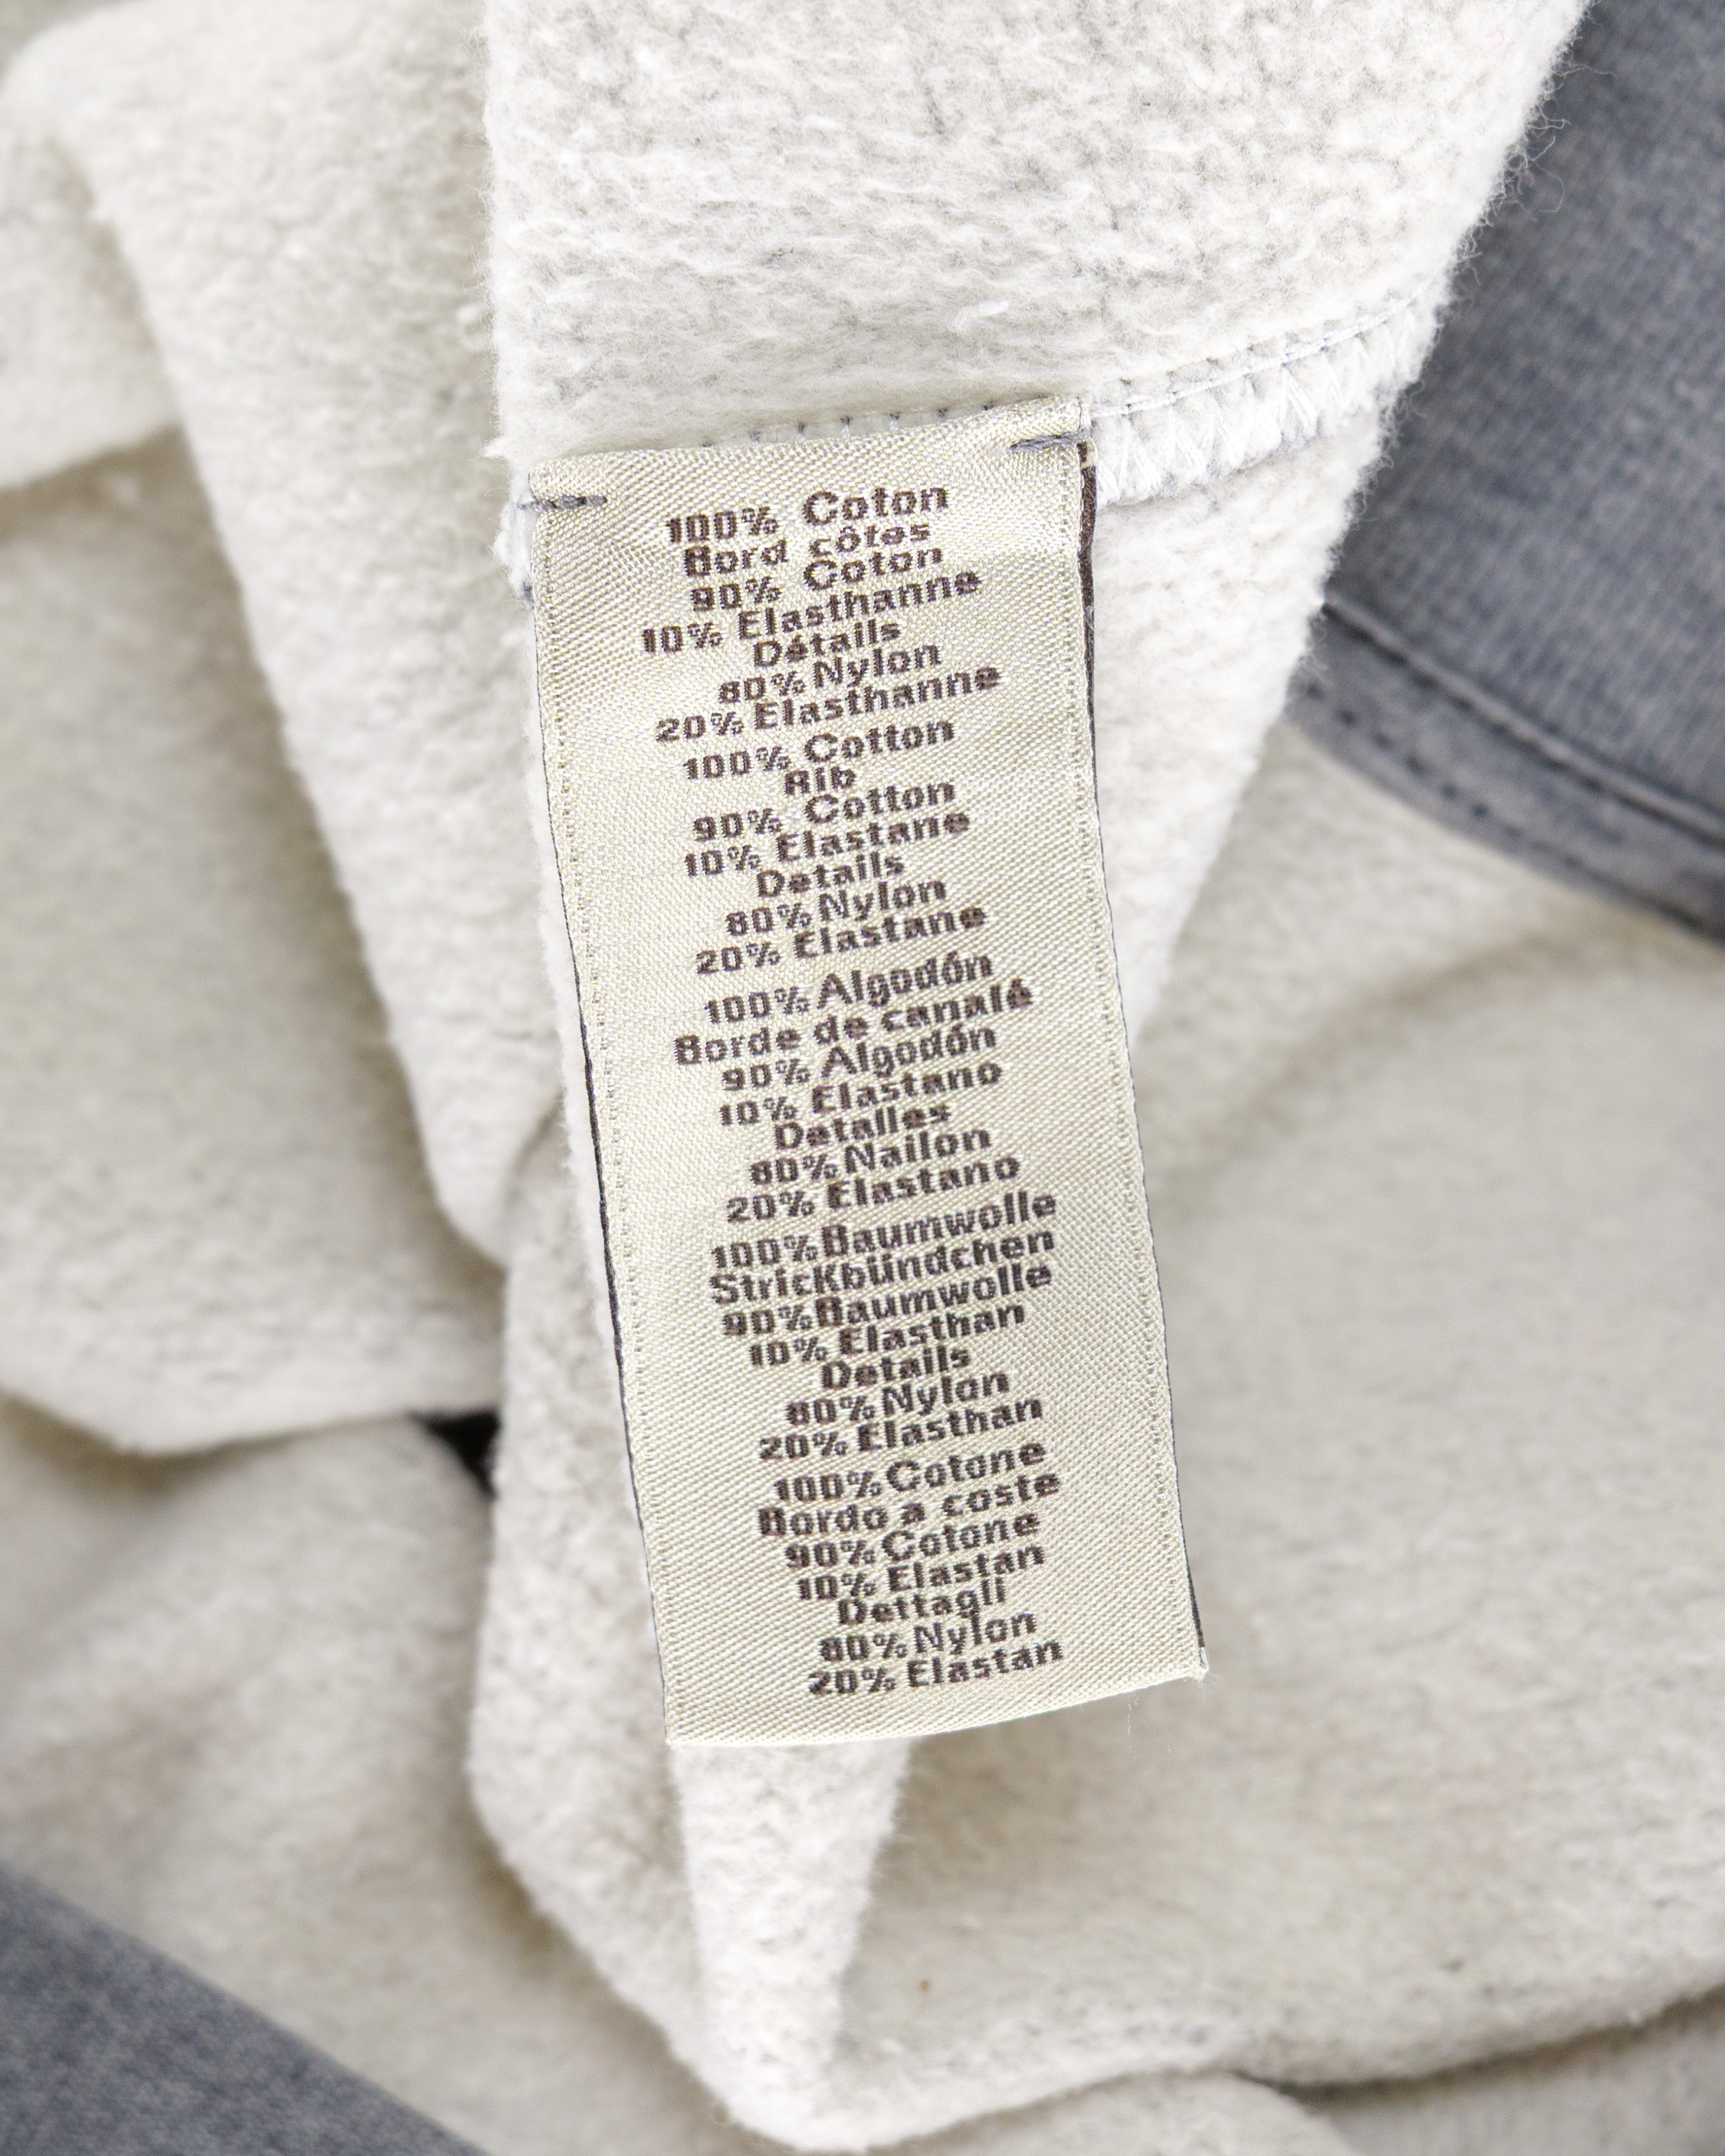 100% Coton
Bord côtes
90% Coton
10% Elasthanne
Détails
80% Nylon
20% Elasthanne
100% Cotton
Rib
90% Cotton
10% Elastane
Details
80% Nylon
20% Elastane
100% Algodón
Borde de canalé
90% Algodón
10% Elastano
Detalles
80% Nailon
20% Elastano
100% Baumwolle
Strickbündchen
90% Baumwolle
10% Elasthan
Details
80% Nylon
20% Elasthan
100% Cotone
Bordo a coste
90% Cotone
10% Elastan
Dettagli
80% Nylon
20% Elastan